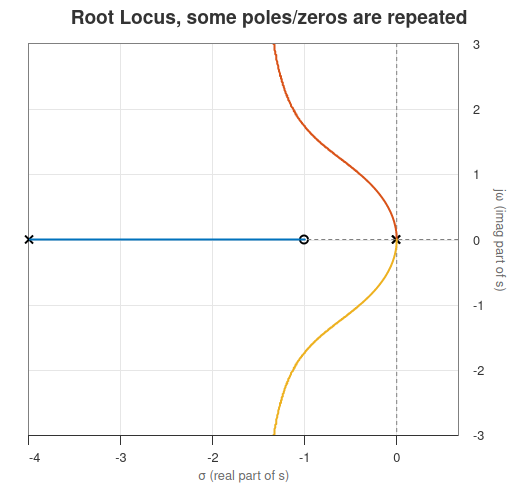 Root Locus, some poles/zeros are repeated
3
2
1
0
-1
-2
-3
jω (imag part of s)
-4 -3 -2 -1 0
σ (real part of s)